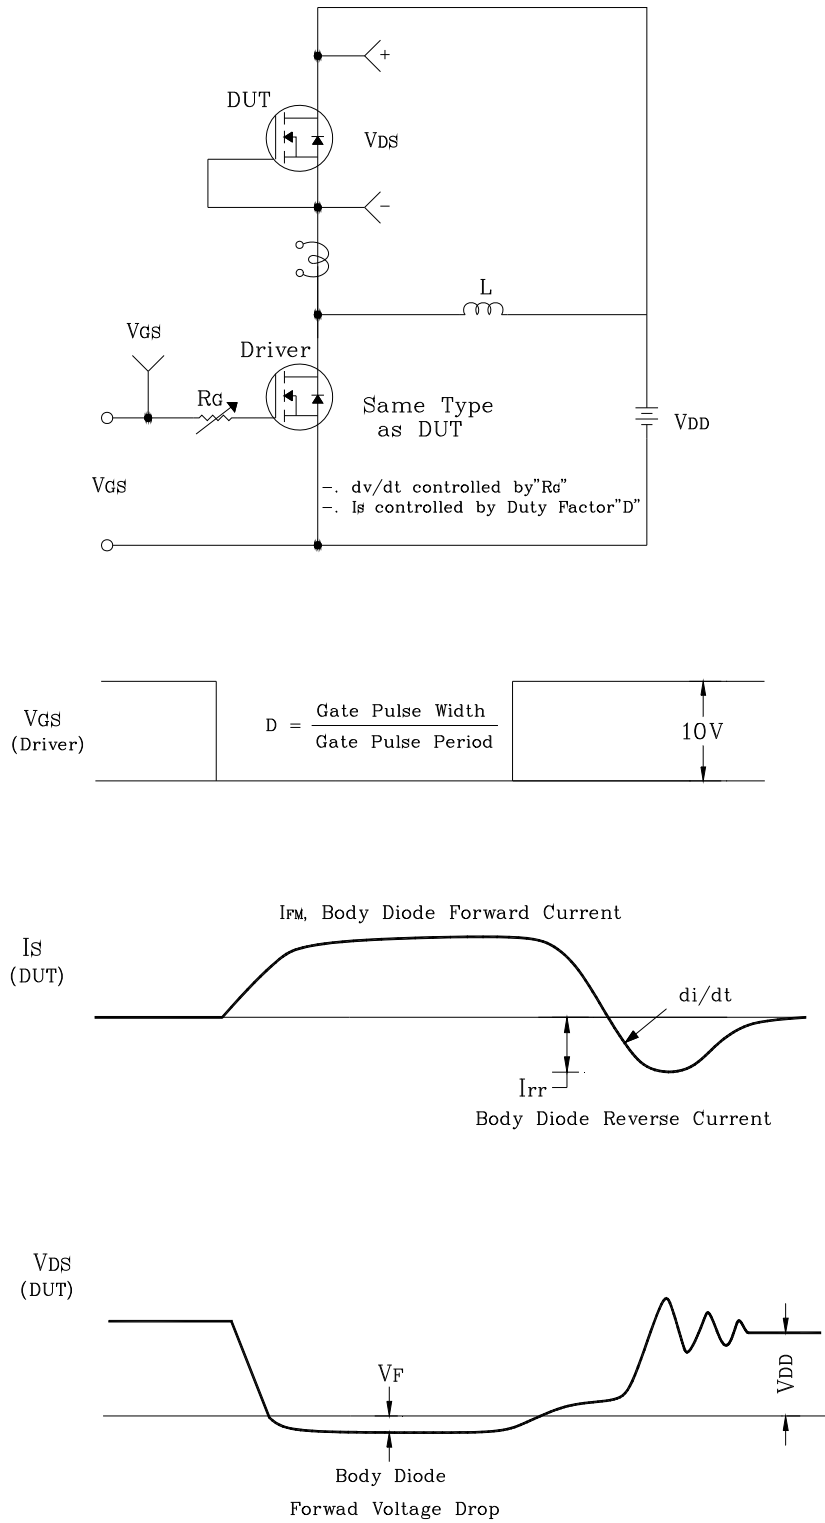 +
DUT
VDS
−
L
VGS
Driver
RG
Same Type
as DUT
VDD
VGS
−. dv/dt controlled by"RG"
−. Is controlled by Duty Factor"D"
VGS
(Driver)
D = Gate Pulse Width
Gate Pulse Period
10V
IFM, Body Diode Forward Current
IS
(DUT)
di/dt
Irr
Body Diode Reverse Current
VDS
(DUT)
VF
VDD
Body Diode
Forwad Voltage Drop